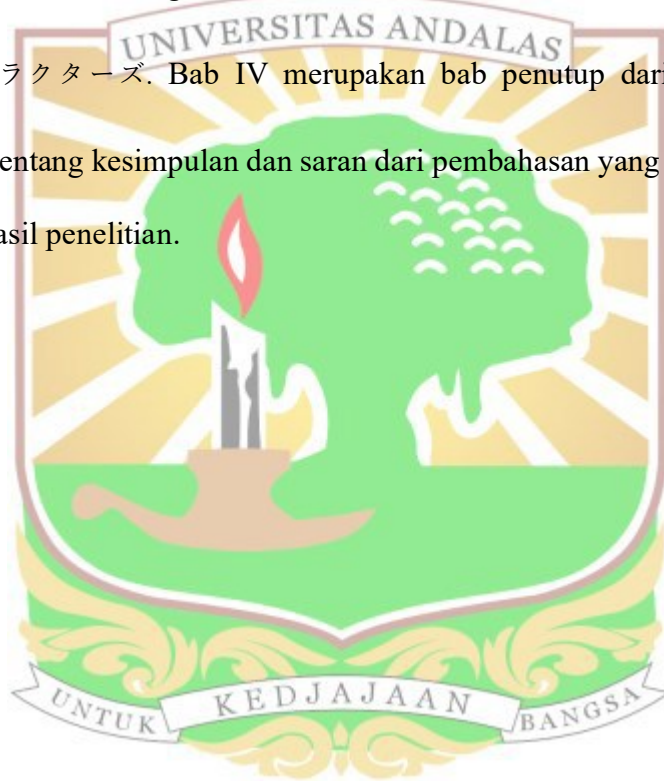 UNIVERSITAS ANDALAS
ラクターズ. Bab IV merupakan bab penutup dari
entang kesimpulan dan saran dari pembahasan yang
asil penelitian.
UNTUK KEDJAJAAN BANGSA